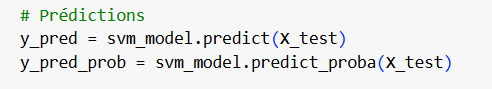 # Prédictions
y_pred = svm_model.predict(X_test)
y_pred_prob = svm_model.predict_proba(X_test)